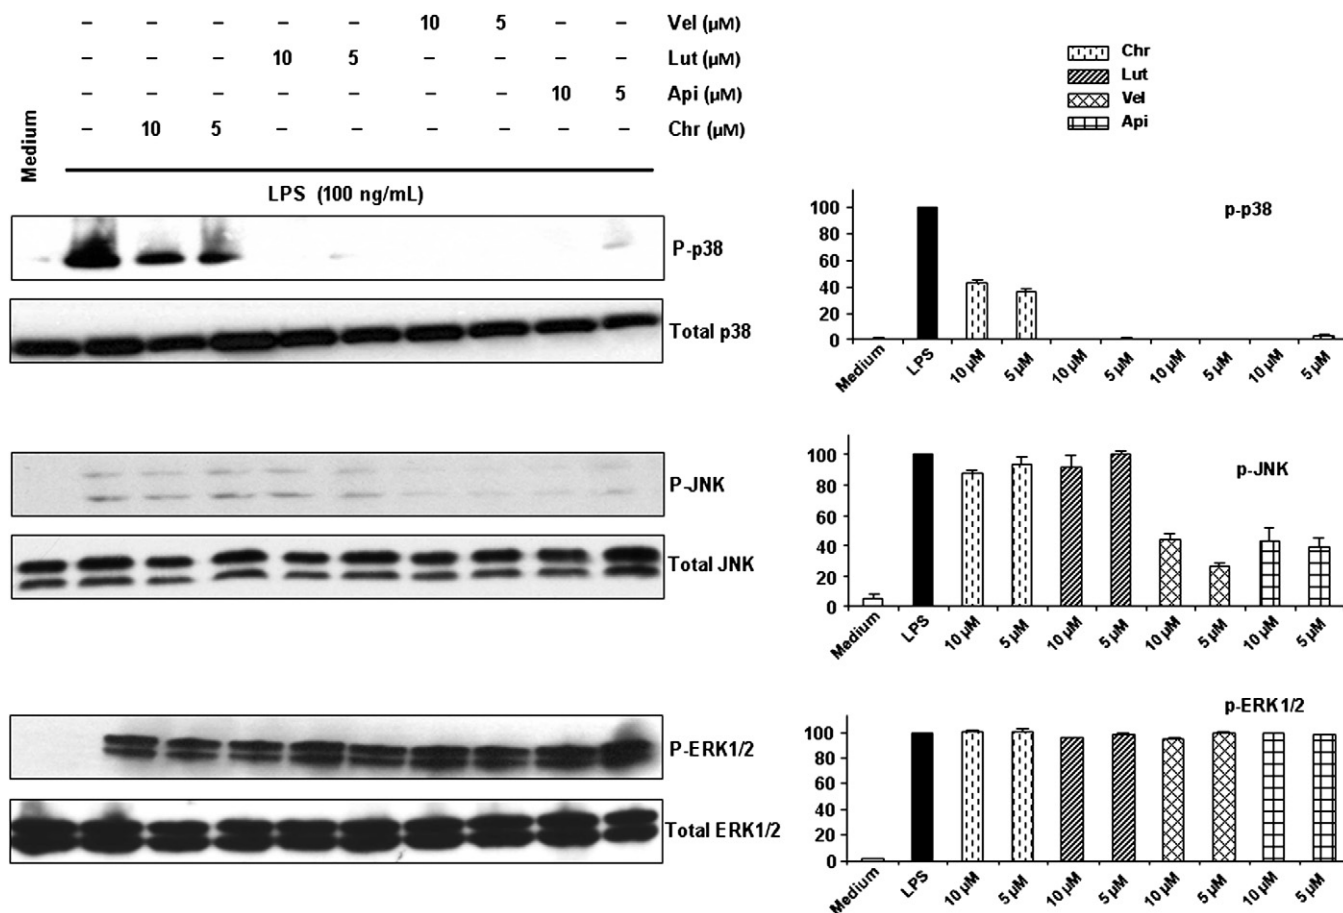 – – – – – 10 5 – – Vel (µM)
– – – 10 5 – – – – Lut (µM)
– – – – – – – 10 5 Api (µM)
– 10 5 – – – – – – Chr (µM)
Medium
LPS (100 ng/mL)
P-p38
Total p38
P-JNK
Total JNK
P-ERK1/2
Total ERK1/2
Chr
Lut
Vel
Api
p-p38
100
80
60
40
20
0
Medium LPS 10 µM 5 µM 10 µM 5 µM 10 µM 5 µM 10 µM 5 µM
p-JNK
100
80
60
40
20
0
Medium LPS 10 µM 5 µM 10 µM 5 µM 10 µM 5 µM 10 µM 5 µM
p-ERK1/2
100
80
60
40
20
0
Medium LPS 10 µM 5 µM 10 µM 5 µM 10 µM 5 µM 10 µM 5 µM